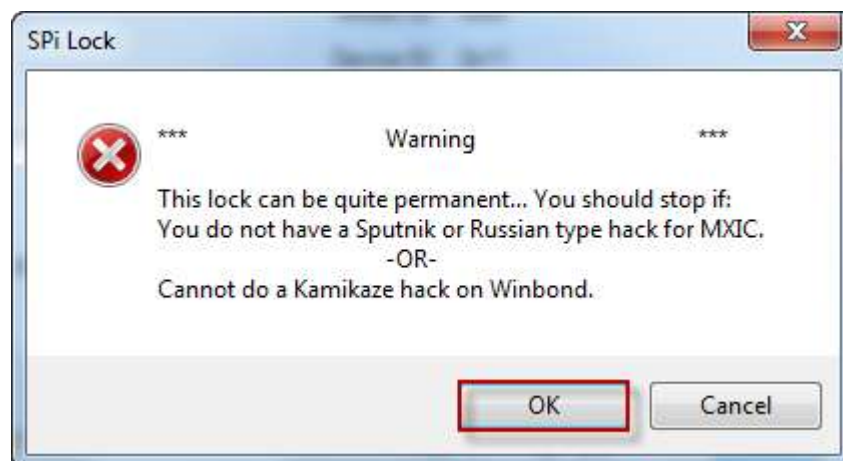 SPi Lock
*** Warning ***
This lock can be quite permanent... You should stop if:
You do not have a Sputnik or Russian type hack for MXIC.
-OR-
Cannot do a Kamikaze hack on Winbond.
OK Cancel